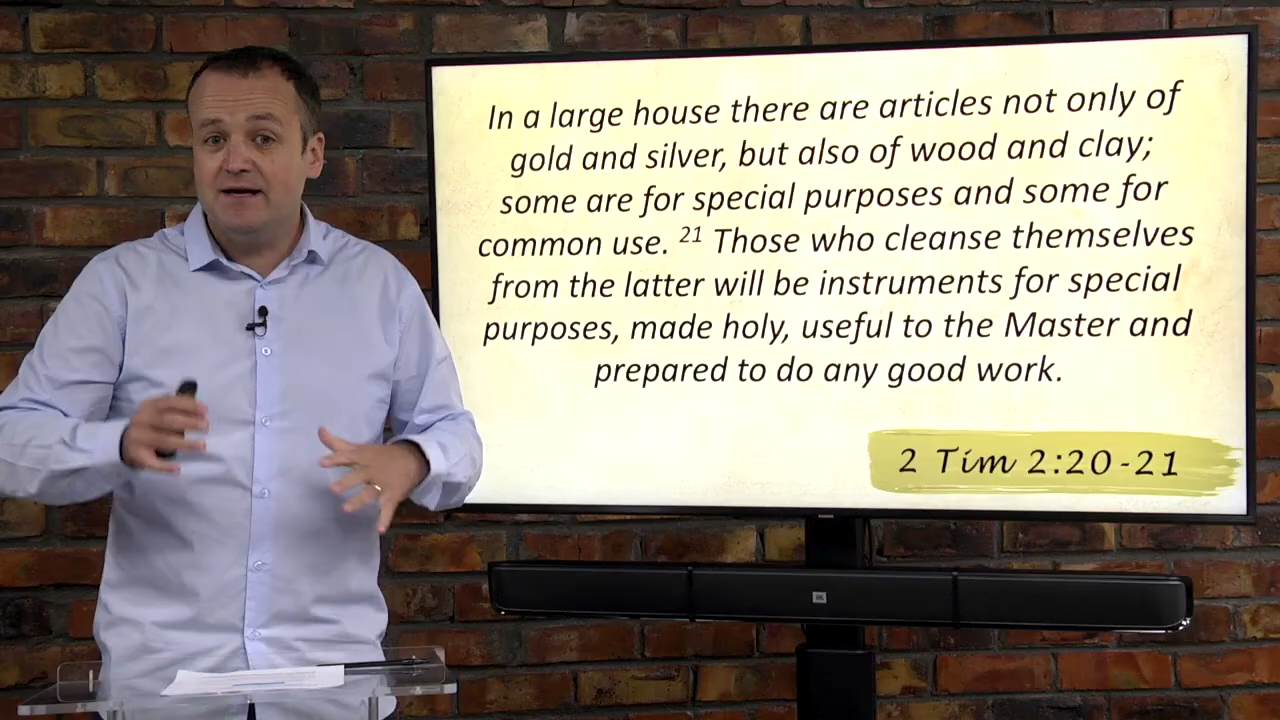 In a large house there are articles not only of
gold and silver, but also of wood and clay;
some are for special purposes and some for
common use. 21 Those who cleanse themselves
from the latter will be instruments for special
purposes, made holy, useful to the Master and
prepared to do any good work.
2 Tim 2:20-21
JBL